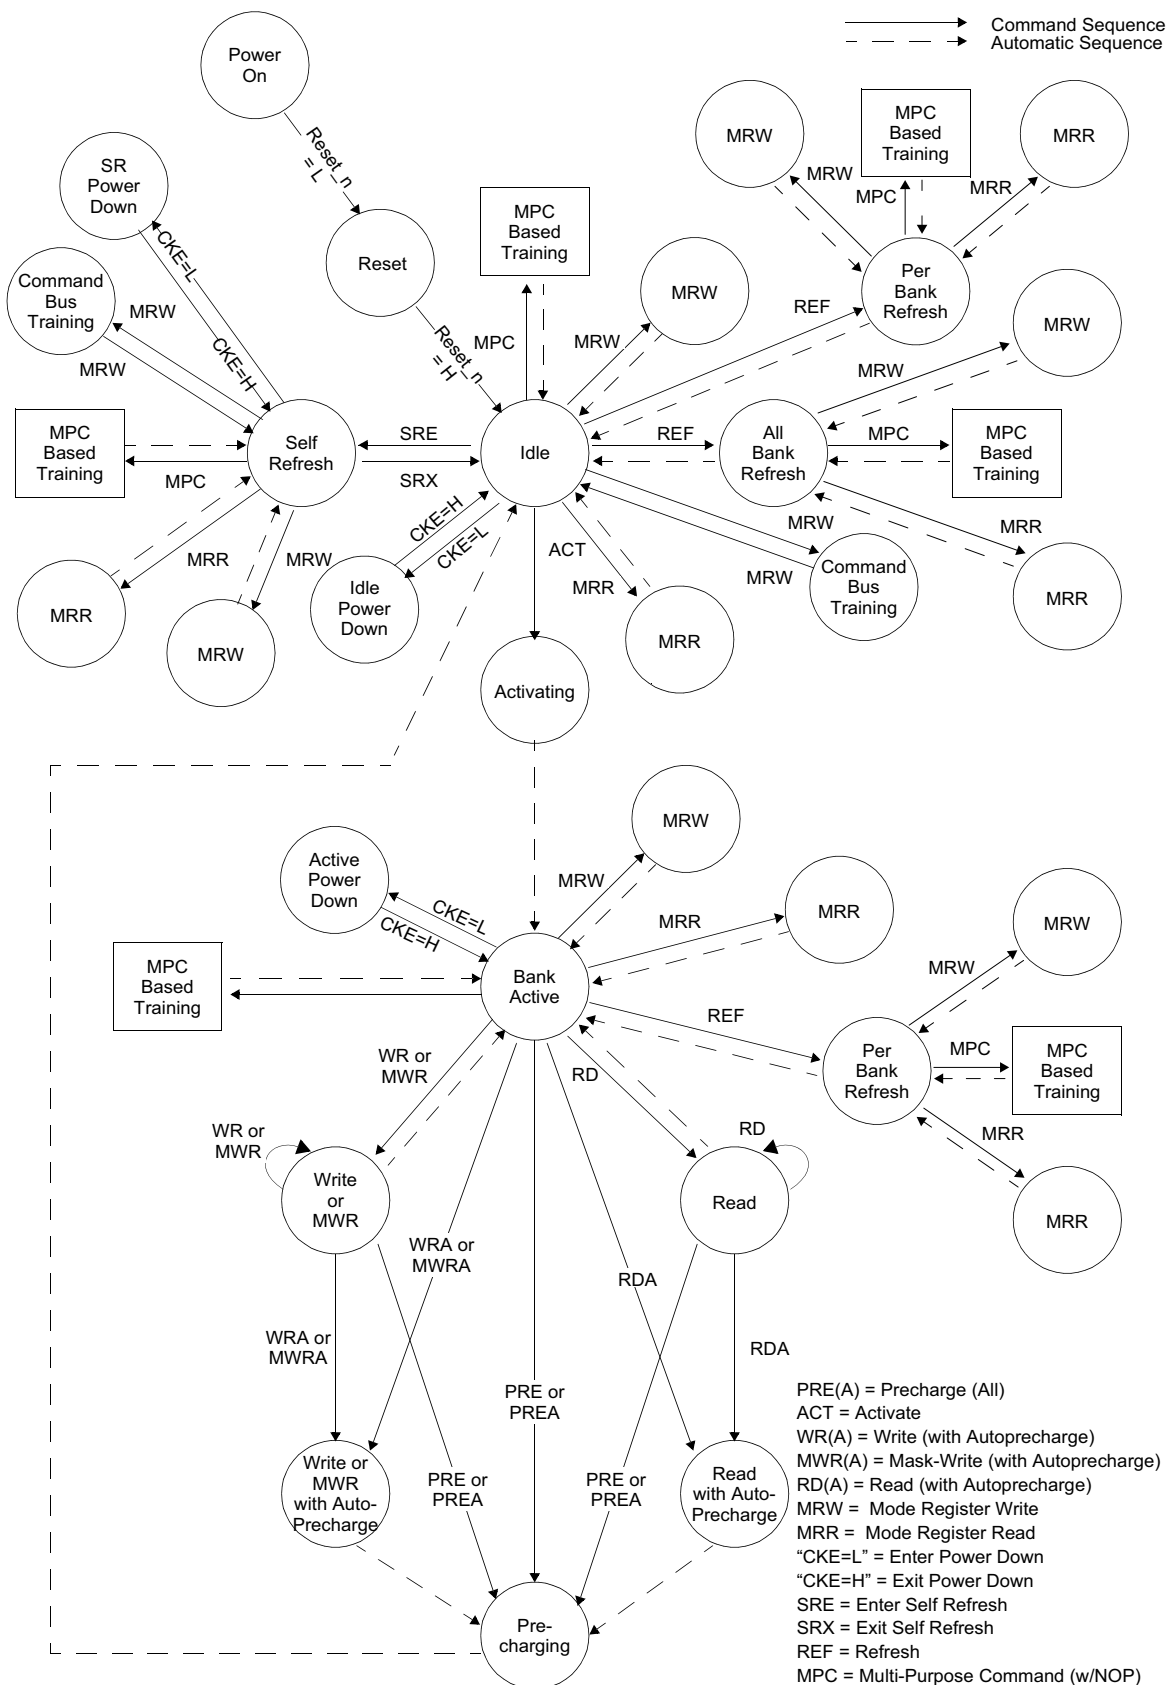 Command Sequence
Automatic Sequence
Power
On
Reset_n
= L
SR
Power
Down
CKE=L
CKE=H
Command
Bus
Training
MRW
MRW
Reset
Reset_n
= H
MPC
Based
Training
MPC
MRW
MRW
MRW
MPC
Based
Training
MRR
MRW
MPC
MRR
Per
Bank
Refresh
REF
MRW
MRW
MPC
Based
Training
MPC
Self
Refresh
SRE
SRX
Idle
REF
All
Bank
Refresh
MPC
MPC
Based
Training
MRR
MRR
MRR
MRW
MRW
CKE=H
CKE=L
Idle
Power
Down
ACT
MRR
MRR
MRW
MRW
Command
Bus
Training
MRR
Activating
Active
Power
Down
CKE=L
CKE=H
MRW
MRW
MRR
MRR
MPC
Based
Training
Bank
Active
REF
Per
Bank
Refresh
MRW
MRW
MPC
MPC
Based
Training
MRR
MRR
WR or
MWR
RD
WR or
MWR
Write
or
MWR
RD
Read
WRA or
MWRA
RDA
WRA or
MWRA
RDA
PRE or
PREA
PRE or
PREA
PRE or
PREA
Write or
MWR
with Auto-
Precharge
Read
with Auto-
Precharge
Pre-
charging
PRE(A) = Precharge (All)
ACT = Activate
WR(A) = Write (with Autoprecharge)
MWR(A) = Mask-Write (with Autoprecharge)
RD(A) = Read (with Autoprecharge)
MRW = Mode Register Write
MRR = Mode Register Read
“CKE=L” = Enter Power Down
“CKE=H” = Exit Power Down
SRE = Enter Self Refresh
SRX = Exit Self Refresh
REF = Refresh
MPC = Multi-Purpose Command (w/NOP)